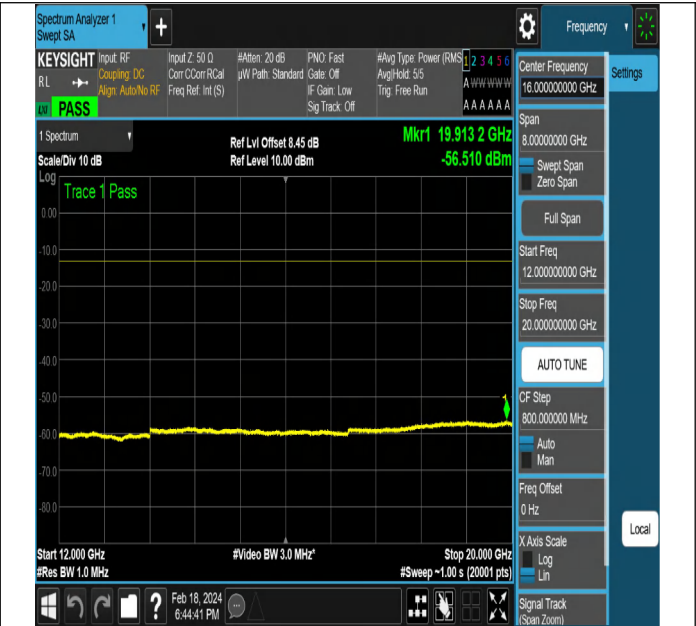 Spectrum Analyzer 1
Swept SA
+
Frequency
KEYSIGHT
Input: RF
Coupling: DC
Align: Auto/No RF
Input Z: 50 Ω
Corr CCorr RCal
Freq Ref: Int (S)
#Atten: 20 dB
µW Path: Standard
PNO: Fast
Gate: Off
IF Gain: Low
Sig Track: Off
#Avg Type: Power (RMS
Avg|Hold: 5/5
Trig: Free Run
1 2 3 4 5 6
A W W W W W
A A A A A A
R L
LXI
PASS
1 Spectrum
Scale/Div 10 dB
Ref Lvl Offset 8.45 dB
Ref Level 10.00 dBm
Mkr1 19.913 2 GHz
-56.510 dBm
Log
Trace 1 Pass
0.00
-10.0
-20.0
-30.0
-40.0
-50.0
-60.0
-70.0
-80.0
1
Start 12.000 GHz
#Res BW 1.0 MHz
#Video BW 3.0 MHz*
Stop 20.000 GHz
#Sweep ~1.00 s (20001 pts)
?
Feb 18, 2024
6:44:41 PM
Center Frequency
16.000000000 GHz
Settings
Span
8.00000000 GHz
Swept Span
Zero Span
Full Span
Start Freq
12.000000000 GHz
Stop Freq
20.000000000 GHz
AUTO TUNE
CF Step
800.000000 MHz
Auto
Man
Freq Offset
0 Hz
Local
X Axis Scale
Log
Lin
Signal Track
(Span Zoom)